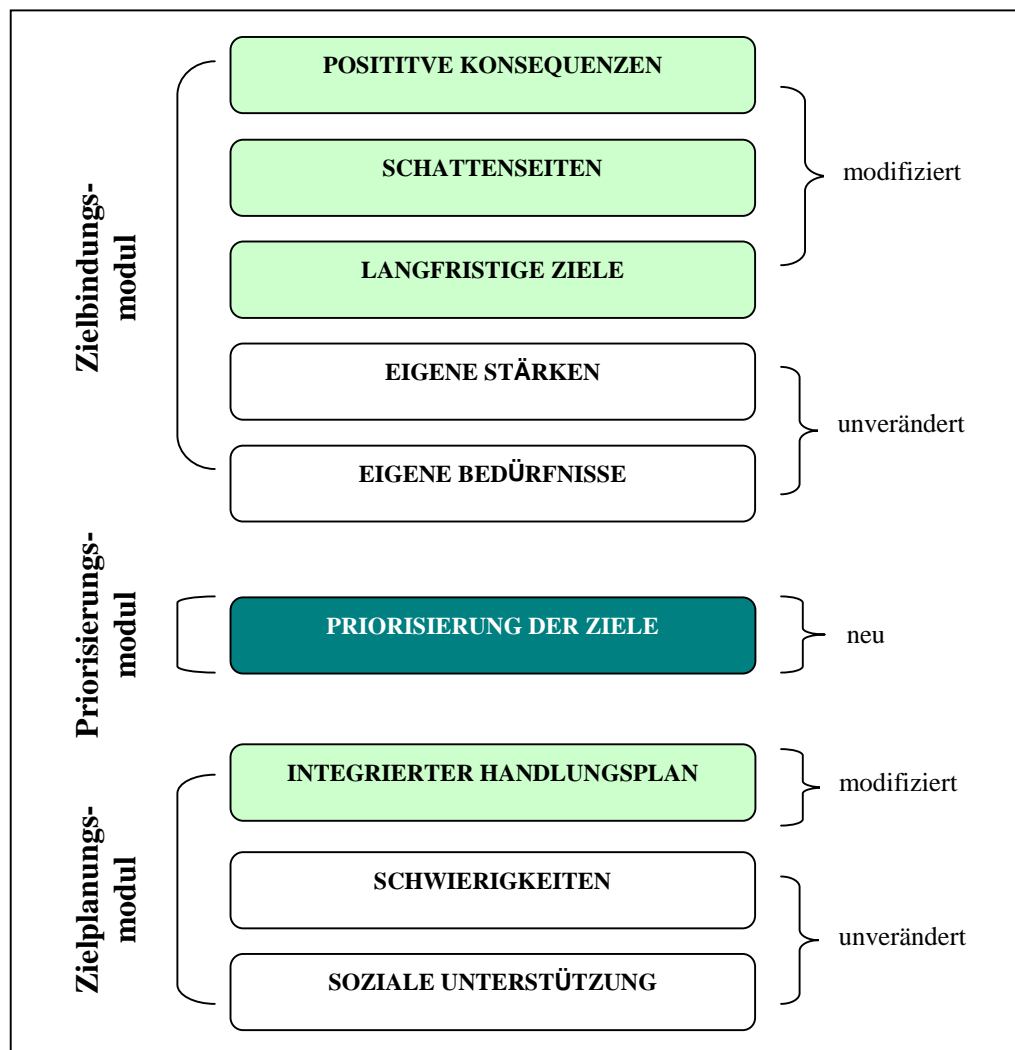 Zielbindungs-
modul
POSITITVE KONSEQUENZEN
SCHATTENSEITEN
LANGFRISTIGE ZIELE
modifiziert
EIGENE STÄRKEN
EIGENE BEDÜRFNISSE
unverändert
Priorisierungs-
modul
PRIORISIERUNG DER ZIELE
neu
Zielplanungs-
modul
INTEGRIERTER HANDLUNGSPLAN
modifiziert
SCHWIERIGKEITEN
SOZIALE UNTERSTÜTZUNG
unverändert